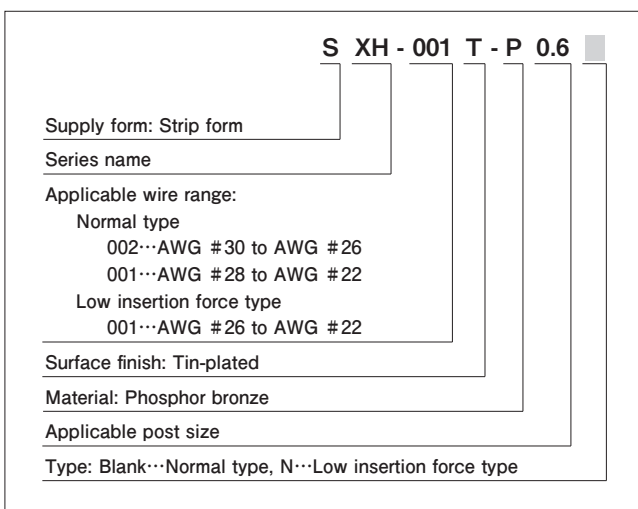 S XH - 001 T - P 0.6
Supply form: Strip form
Series name
Applicable wire range:
Normal type
002···AWG #30 to AWG #26
001···AWG #28 to AWG #22
Low insertion force type
001···AWG #26 to AWG #22
Surface finish: Tin-plated
Material: Phosphor bronze
Applicable post size
Type: Blank···Normal type, N···Low insertion force type